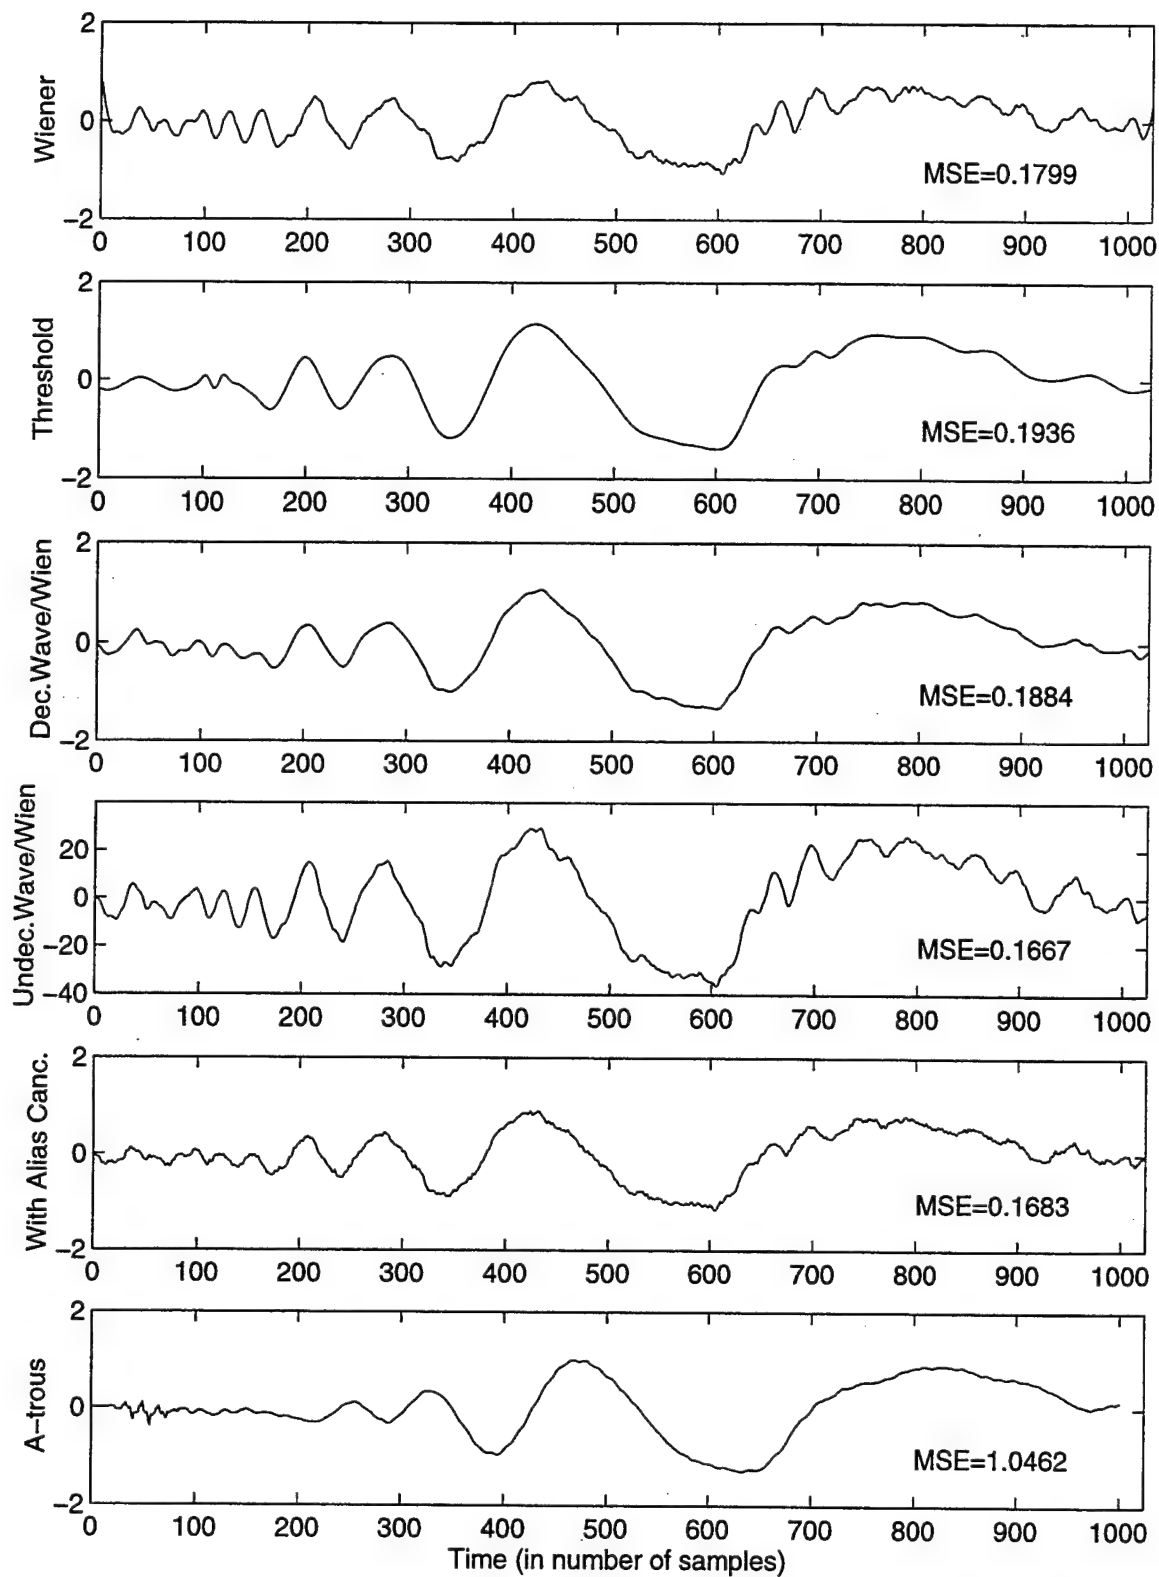 Wiener
2
0
−2
MSE=0.1799
0 100 200 300 400 500 600 700 800 900 1000
Threshold
2
0
−2
MSE=0.1936
0 100 200 300 400 500 600 700 800 900 1000
Dec.Wave/Wien
2
0
−2
MSE=0.1884
0 100 200 300 400 500 600 700 800 900 1000
Undec.Wave/Wien
20
0
−20
−40
MSE=0.1667
0 100 200 300 400 500 600 700 800 900 1000
With Alias Canc.
2
0
−2
MSE=0.1683
0 100 200 300 400 500 600 700 800 900 1000
A−trous
2
0
−2
MSE=1.0462
0 100 200 300 400 500 600 700 800 900 1000
Time (in number of samples)